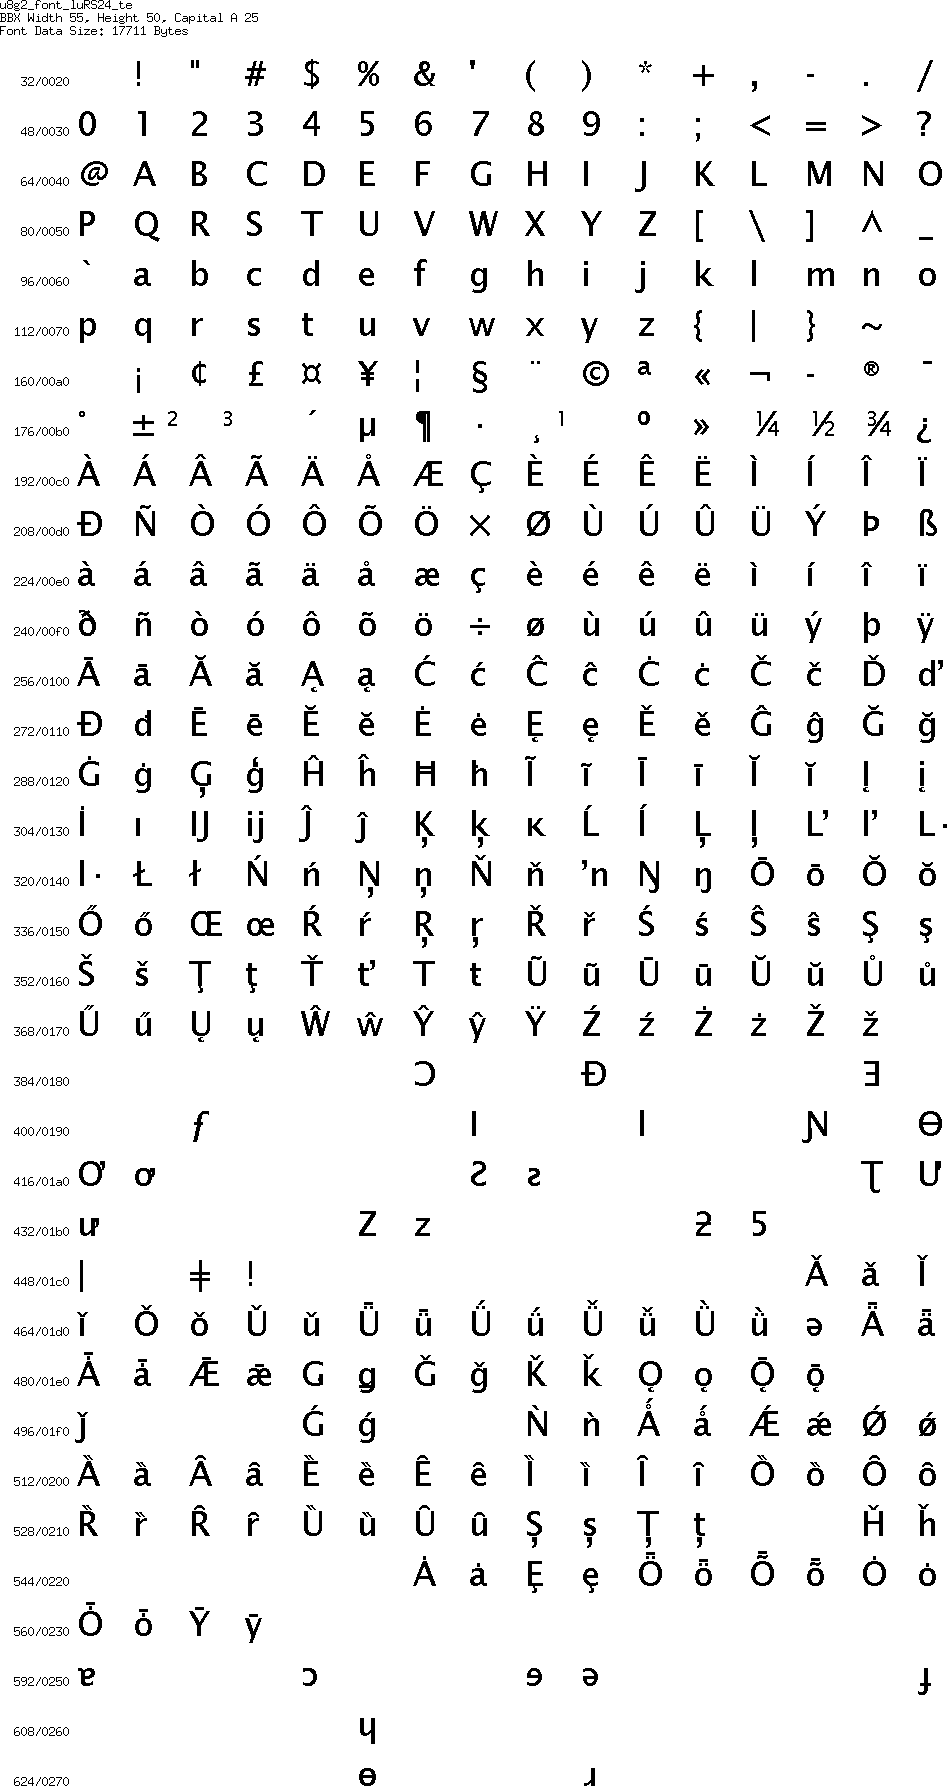 u8g2_font_luRS24_te
BBX Width 55, Height 50, Capital A 25
Font Data Size: 17711 Bytes
32/0020 ! " # $ % & ' ( ) * + , - . /
48/0030 0 1 2 3 4 5 6 7 8 9 : ; < = > ?
64/0040 @ A B C D E F G H I J K L M N O
80/0050 P Q R S T U V W X Y Z [ \ ] ^ _
96/0060 ` a b c d e f g h i j k l m n o
112/0070 p q r s t u v w x y z { | } ~
160/00a0 ¡ ¢ £ ¤ ¥ ¦ § ¨ © ª « ¬ - ® ¯
176/00b0 ° ± ² ³ ´ µ ¶ · ¸ ¹ º » ¼ ½ ¾ ¿
192/00c0 À Á Â Ã Ä Å Æ Ç È É Ê Ë Ì Í Î Ï
208/00d0 Ð Ñ Ò Ó Ô Õ Ö × Ø Ù Ú Û Ü Ý Þ ß
224/00e0 à á â ã ä å æ ç è é ê ë ì í î ï
240/00f0 ð ñ ò ó ô õ ö ÷ ø ù ú û ü ý þ ÿ
256/0100 Ā ā Ă ă Ą ą Ć ć Ĉ ĉ Ċ ċ Č č Ď ď
272/0110 Đ đ Ē ē Ĕ ĕ Ė ė Ę ę Ě ě Ĝ ĝ Ğ ğ
288/0120 Ġ ġ Ģ ģ Ĥ ĥ Ħ ħ Ĩ ĩ Ī ī Ĭ ĭ Į į
304/0130 İ ı Ĳ ĳ Ĵ ĵ Ķ ķ ĸ Ĺ ĺ Ļ ļ Ľ ľ Ŀ
320/0140 ŀ Ł ł Ń ń Ņ ņ Ň ň ŉ Ŋ ŋ Ō ō Ŏ ŏ
336/0150 Ő ő Œ œ Ŕ ŕ Ŗ ŗ Ř ř Ś ś Ŝ ŝ Ş ş
352/0160 Š š Ţ ţ Ť ť Ŧ ŧ Ũ ũ Ū ū Ŭ ŭ Ů ů
368/0170 Ű ű Ų ų Ŵ ŵ Ŷ ŷ Ÿ Ź ź Ż ż Ž ž
384/0180 Ɔ Ɖ Ǝ
400/0190 ƒ Ɩ ƚ Ɲ Ɵ
416/01a0 Ơ ơ Ƨ ƨ Ʈ Ư
432/01b0 ư Ƶ ƶ ƻ Ƽ
448/01c0 ǀ ǂ ǃ Ǎ ǎ Ǐ
464/01d0 ǐ Ǒ ǒ Ǔ ǔ Ǖ ǖ Ǘ ǘ Ǚ ǚ Ǜ ǜ ǝ Ǟ ǟ
480/01e0 Ǡ ǡ Ǣ ǣ Ǥ ǥ Ǧ ǧ Ǩ ǩ Ǫ ǫ Ǭ ǭ
496/01f0 ǰ Ǵ ǵ Ǹ ǹ Ǻ ǻ Ǽ ǽ Ǿ ǿ
512/0200 Ȁ ȁ Â â Ȅ ȅ Ê ê Ȉ ȉ Î î Ȍ ȍ Ô ô
528/0210 Ȑ ȑ R̂ r̂ Ȕ ȕ Û û Ș ș Ț ț Ȟ ȟ
544/0220 Ȧ ȧ Ȩ ȩ Ȫ ȫ Ȭ ȭ Ȯ ȯ
560/0230 Ȱ ȱ Ȳ ȳ
592/0250 ɐ ɔ ɘ ə ɟ
608/0260 ɥ
624/0270 ɵ ɹ